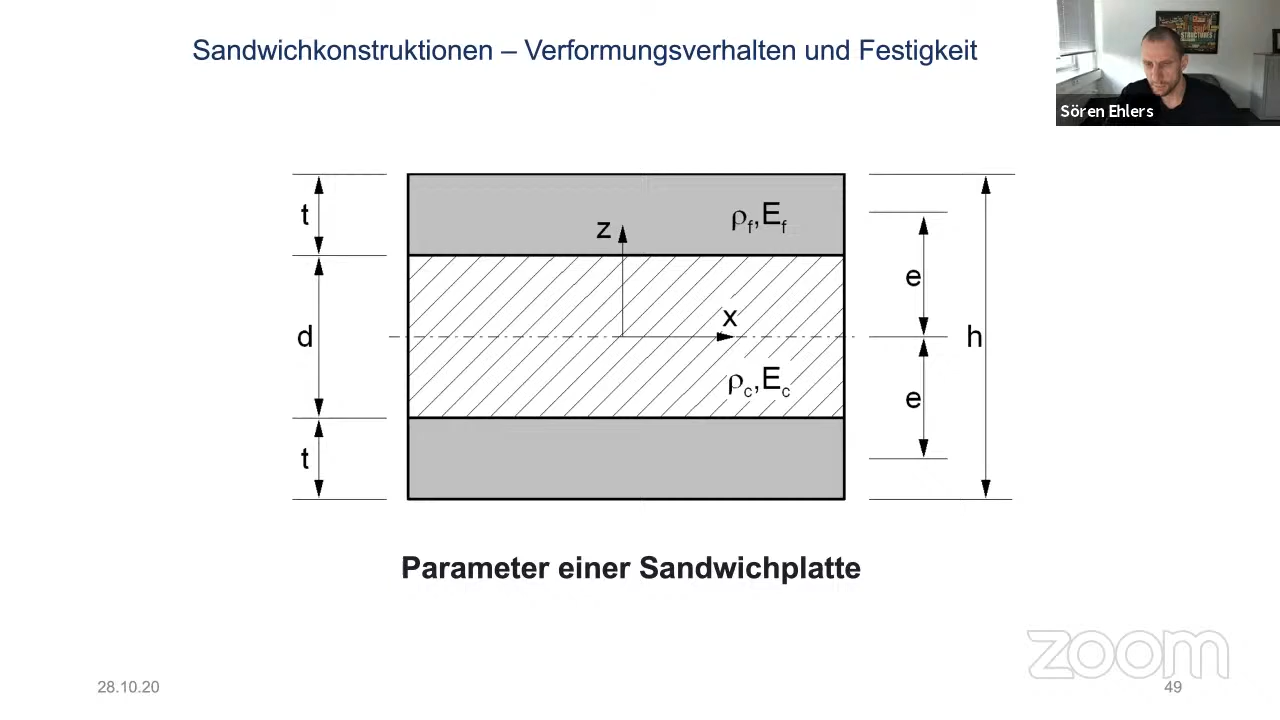 Sandwichkonstruktionen – Verformungsverhalten und Festigkeit
Sören Ehlers
t
ρf,Ef
z
e
x
d
h
ρc,Ec
e
t
Parameter einer Sandwichplatte
zoom
28.10.20
49